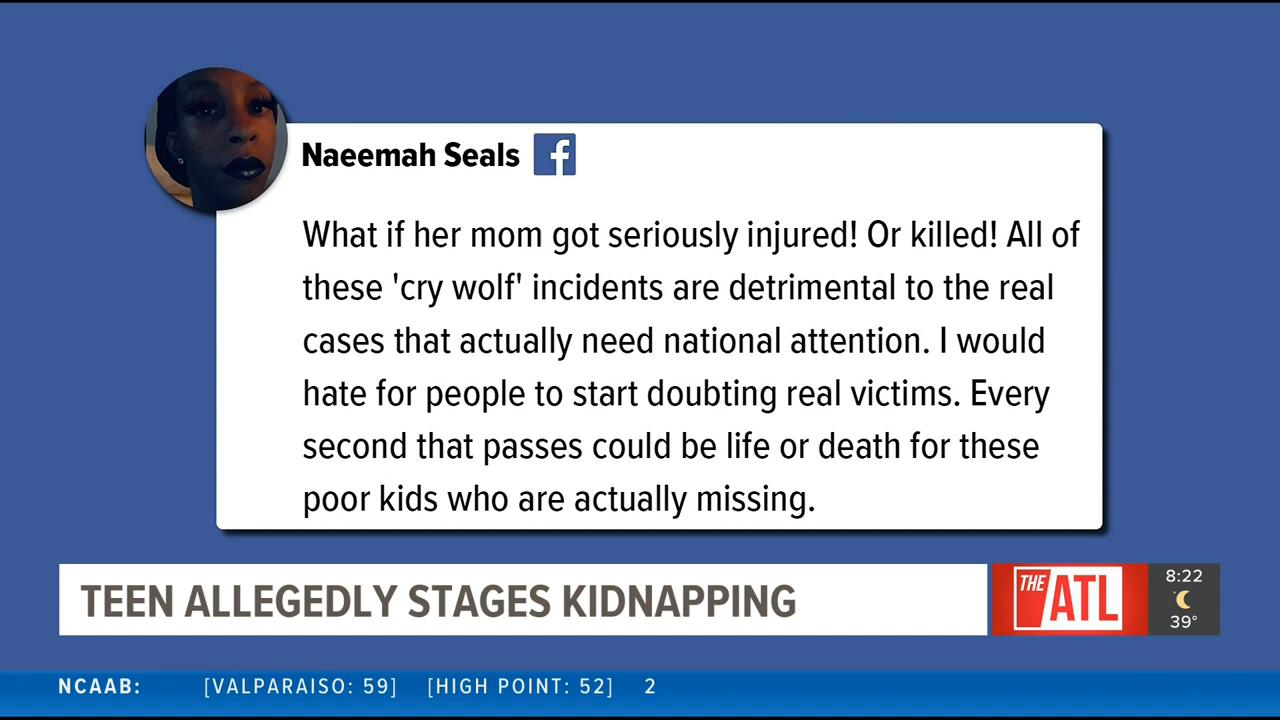 Naeemah Seals f
What if her mom got seriously injured! Or killed! All of
these 'cry wolf' incidents are detrimental to the real
cases that actually need national attention. I would
hate for people to start doubting real victims. Every
second that passes could be life or death for these
poor kids who are actually missing.
TEEN ALLEGEDLY STAGES KIDNAPPING
THE ATL
8:22
39°
NCAAB: [VALPARAISO: 59] [HIGH POINT: 52] 2